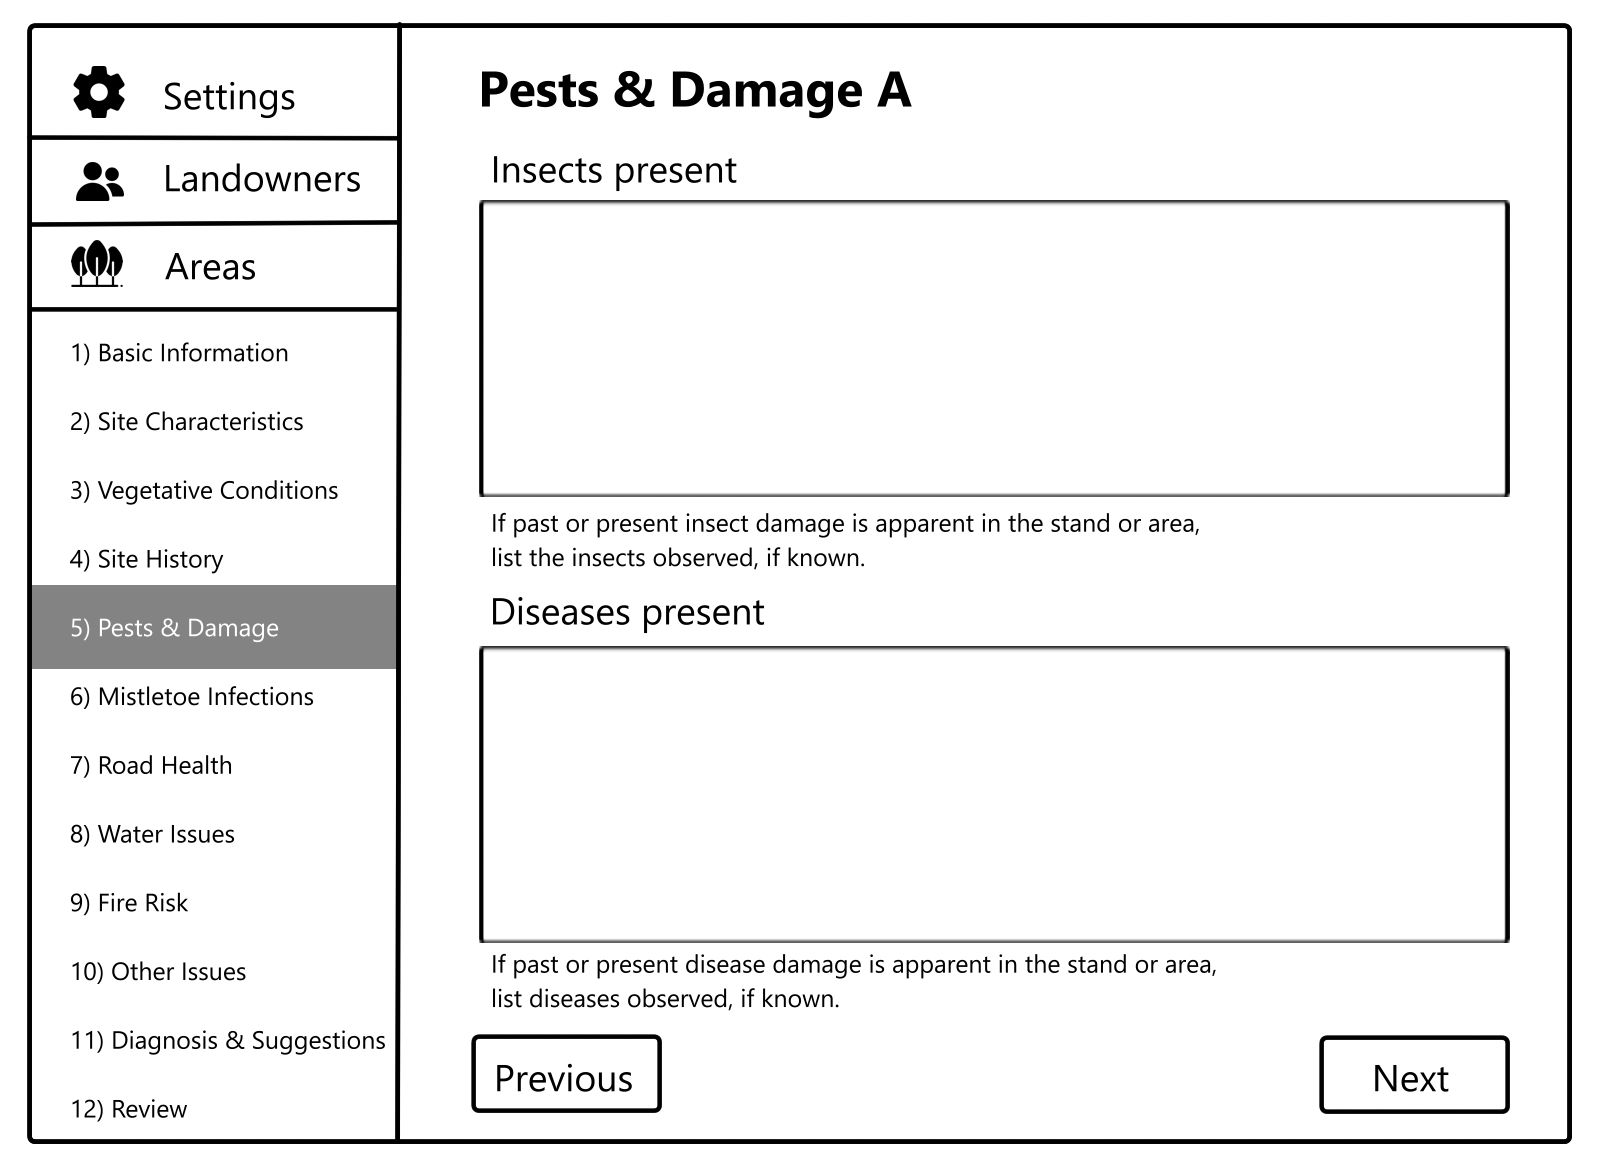 Settings
Landowners
Areas
1) Basic Information
2) Site Characteristics
3) Vegetative Conditions
4) Site History
5) Pests & Damage
6) Mistletoe Infections
7) Road Health
8) Water Issues
9) Fire Risk
10) Other Issues
11) Diagnosis & Suggestions
12) Review
Pests & Damage A
Insects present
If past or present insect damage is apparent in the stand or area,
list the insects observed, if known.
Diseases present
If past or present disease damage is apparent in the stand or area,
list diseases observed, if known.
Previous
Next